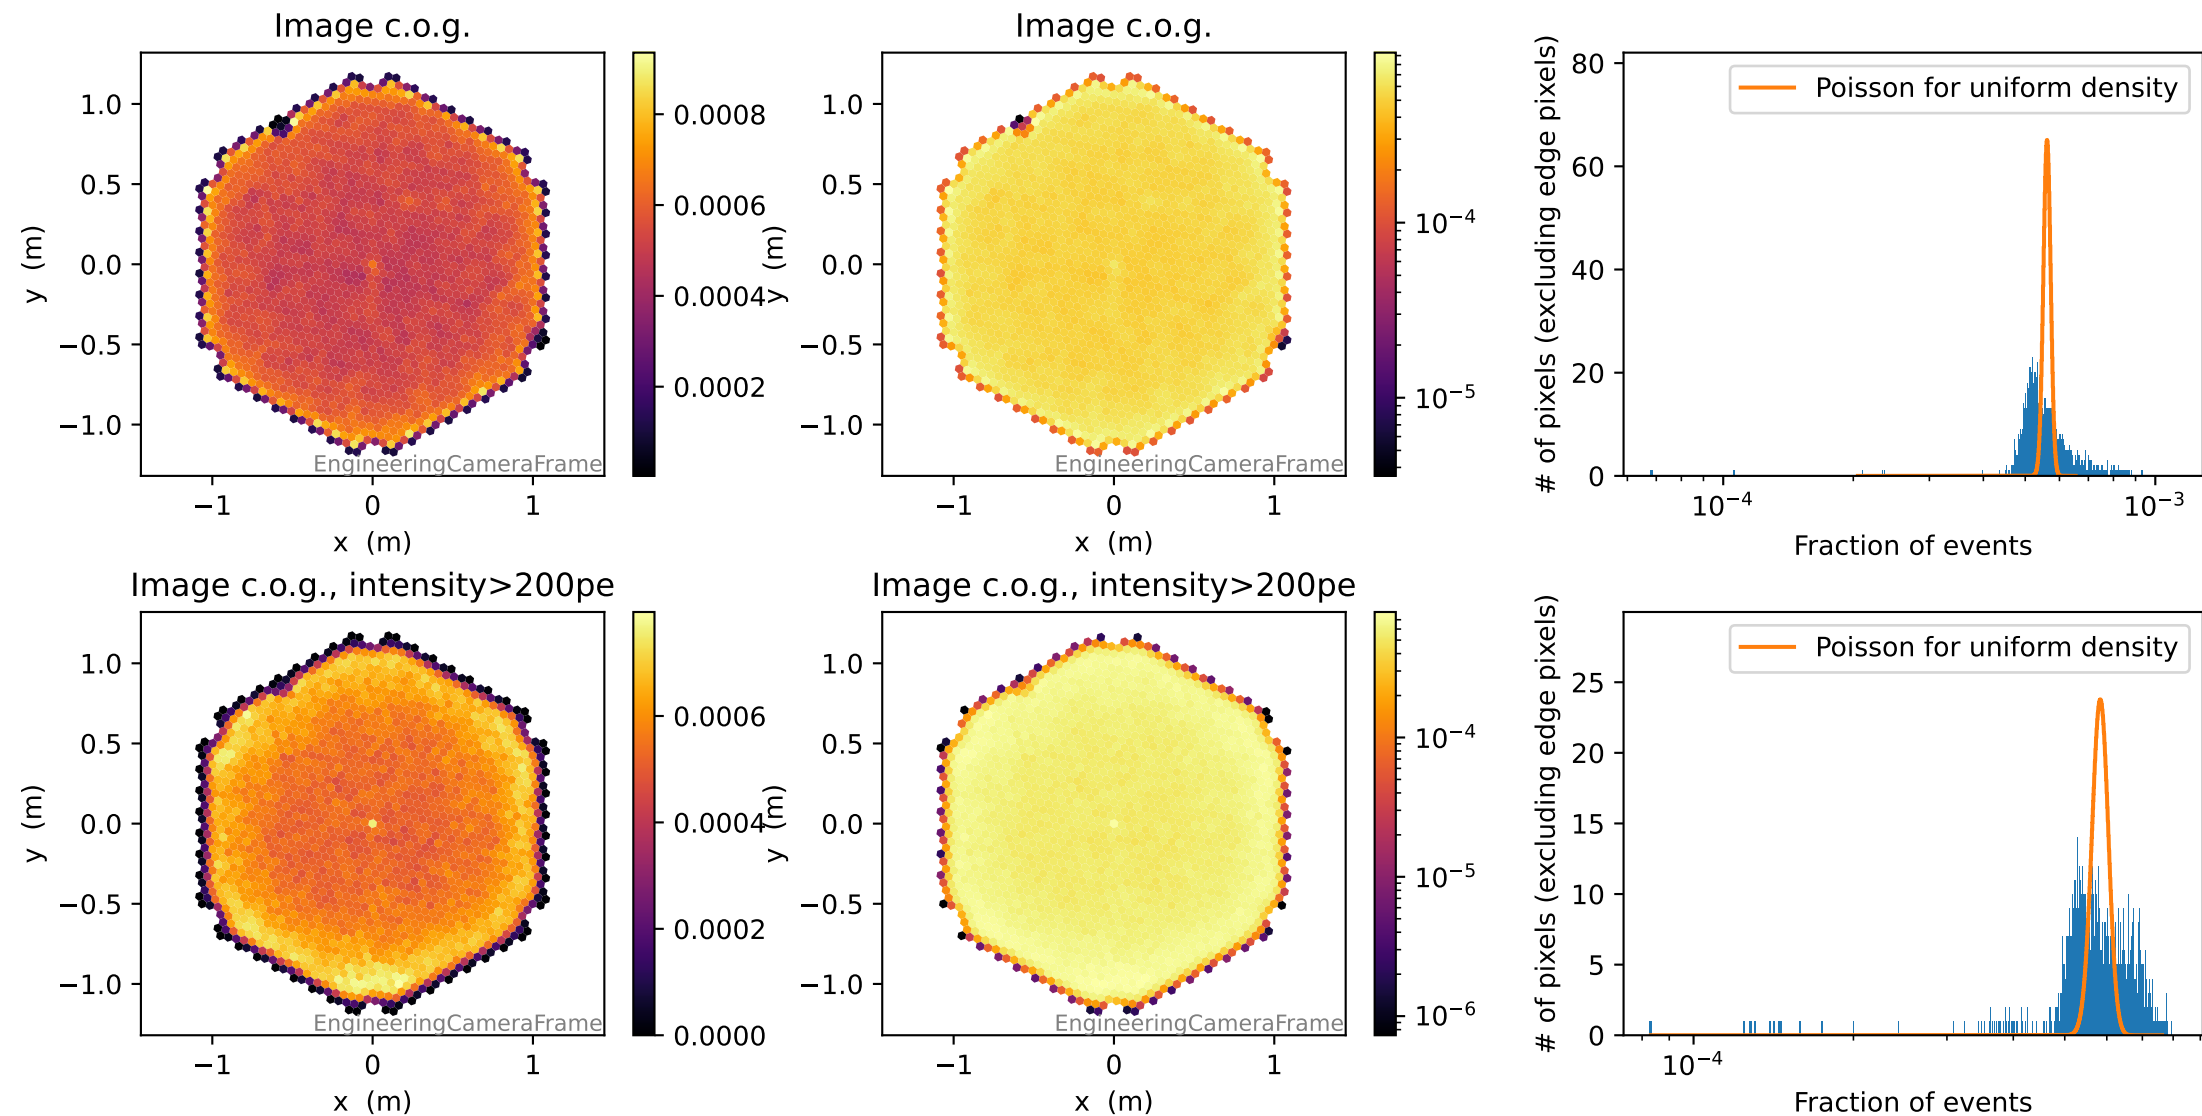 Image c.o.g.
1.0
0.5
0.0
−0.5
−1.0
y (m)
−1
0
1
x (m)
EngineeringCameraFrame
0.0008
0.0006
0.0004
0.0002
Image c.o.g.
1.0
0.5
0.0
−0.5
−1.0
y (m)
−1
0
1
x (m)
EngineeringCameraFrame
10−4
10−5
80
60
40
20
0
# of pixels (excluding edge pixels)
Poisson for uniform density
10−4
10−3
Fraction of events
Image c.o.g., intensity>200pe
1.0
0.5
0.0
−0.5
−1.0
y (m)
−1
0
1
x (m)
EngineeringCameraFrame
0.0006
0.0004
0.0002
0.0000
Image c.o.g., intensity>200pe
1.0
0.5
0.0
−0.5
−1.0
y (m)
−1
0
1
x (m)
EngineeringCameraFrame
10−4
10−5
10−6
25
20
15
10
5
0
# of pixels (excluding edge pixels)
Poisson for uniform density
10−4
Fraction of events